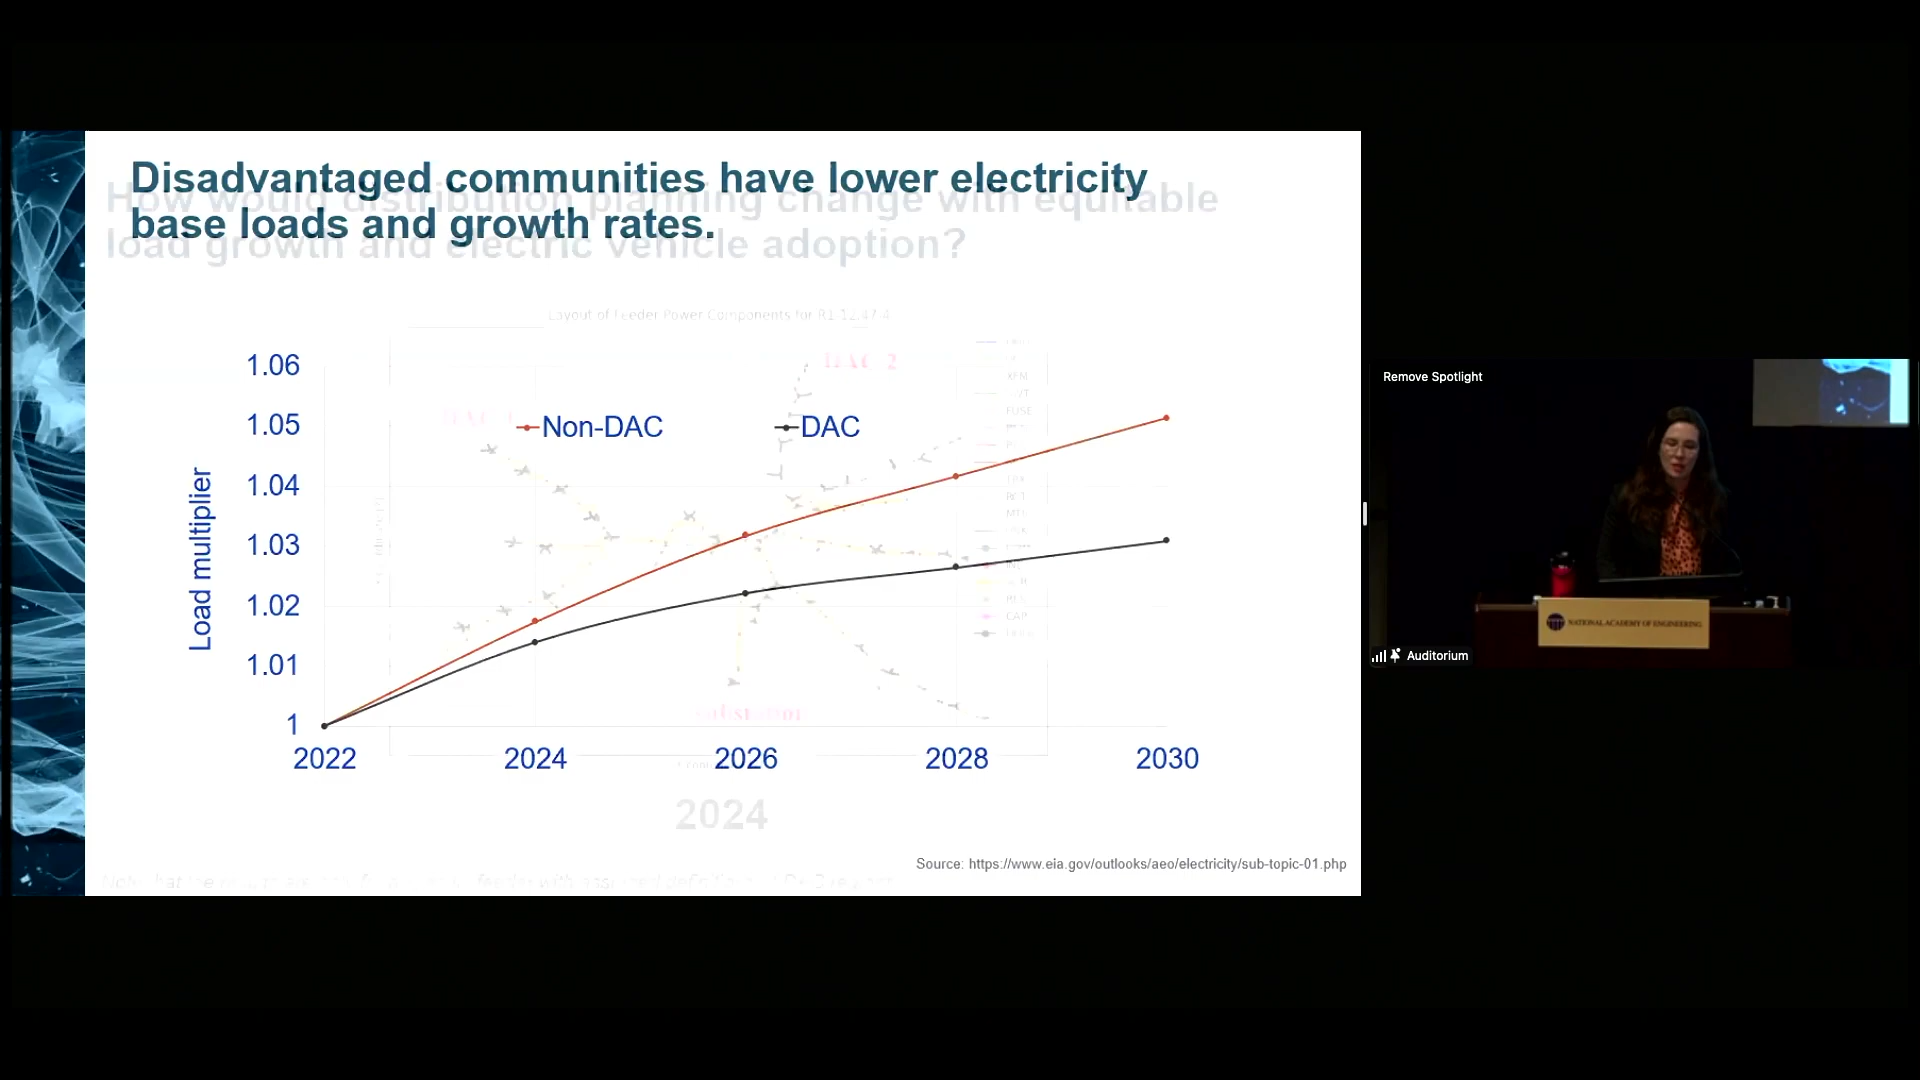 Disadvantaged communities have lower electricity
base loads and growth rates.
How would distribution planning change with equitable
load growth and electric vehicle adoption?
Layout of Feeder Power Components for R1-12.47-4
1.06
1.05
1.04
1.03
1.02
1.01
1
Load multiplier
Non-DAC
DAC
DAC 2
XFM
FUSE
CAP
2022
2024
2026
2028
2030
2024
Source: https://www.eia.gov/outlooks/aeo/electricity/sub-topic-01.php
Remove Spotlight
NATIONAL ACADEMY OF ENGINEERING
Auditorium